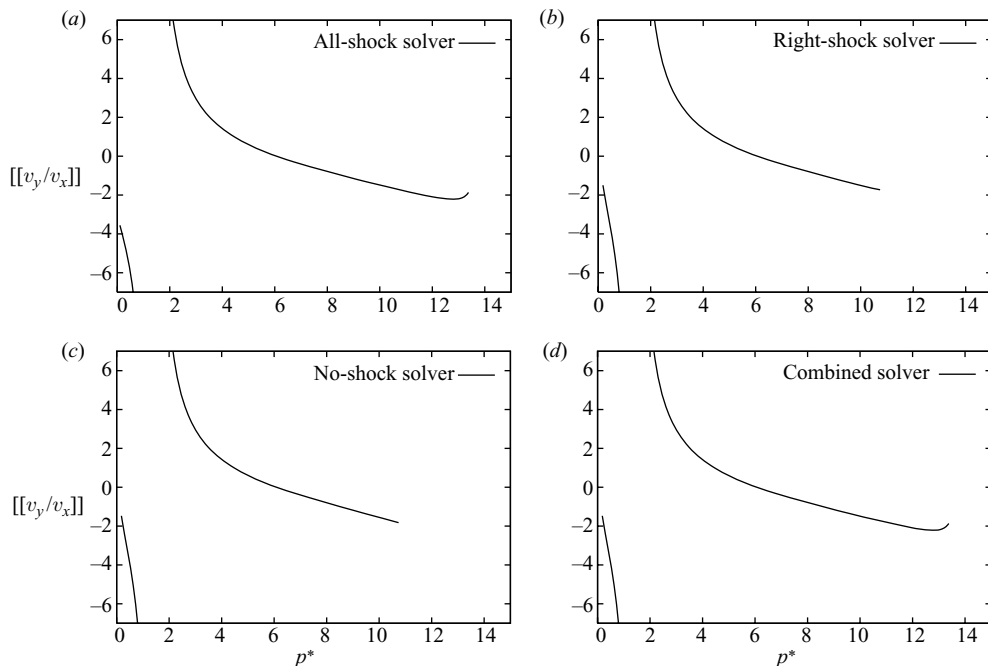 (a)
All-shock solver
6
4
2
0
−2
−4
−6
[[v_y/v_x]]
0 2 4 6 8 10 12 14
(b)
Right-shock solver
6
4
2
0
−2
−4
−6
0 2 4 6 8 10 12 14
(c)
No-shock solver
6
4
2
0
−2
−4
−6
[[v_y/v_x]]
0 2 4 6 8 10 12 14
p*
(d)
Combined solver
6
4
2
0
−2
−4
−6
0 2 4 6 8 10 12 14
p*